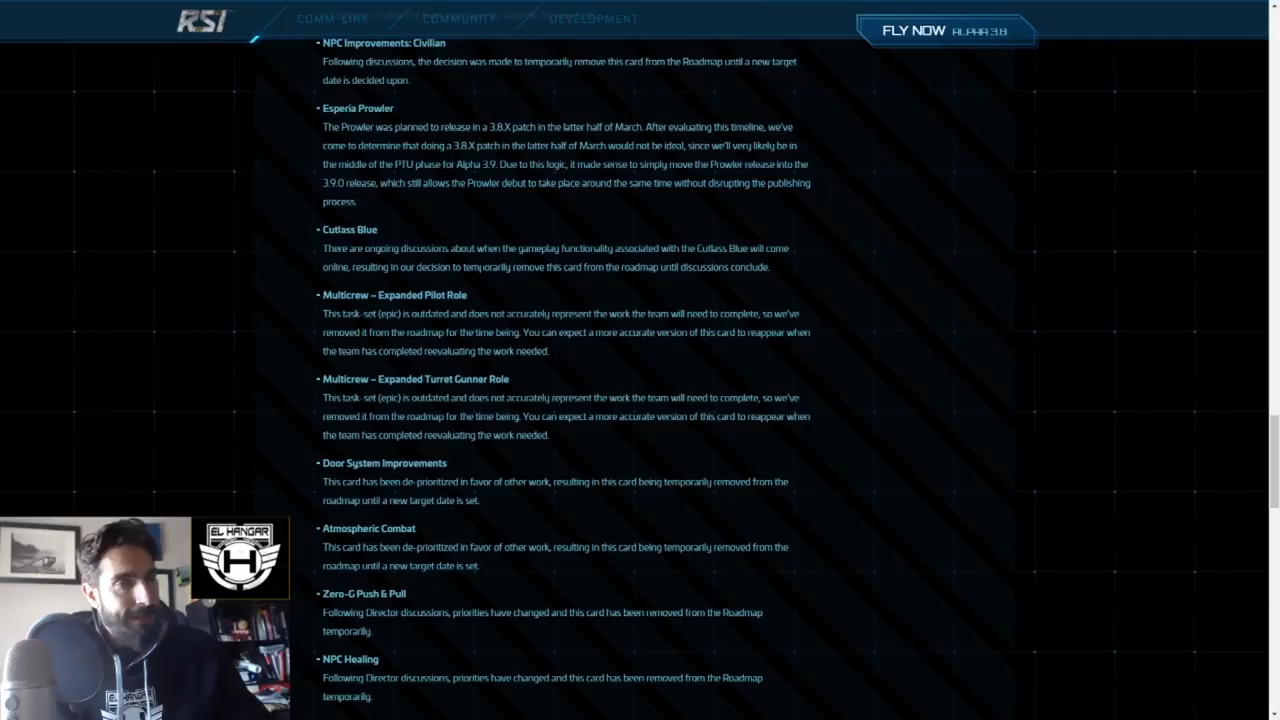 RSI
COMM-LINK
COMMUNITY
DEVELOPMENT
FLY NOW ALPHA 3.8
- NPC Improvements: Civilian
Following discussions, the decision was made to temporarily remove this card from the Roadmap until a new target
date is decided upon.
- Esperia Prowler
The Prowler was planned to release in a 3.8.X patch in the latter half of March. After evaluating this timeline, we've
come to determine that doing a 3.8.X patch in the latter half of March would not be ideal, since we'll very likely be in
the middle of the PTU phase for Alpha 3.9. Due to this logic, it made sense to simply move the Prowler release into the
3.9.0 release, which still allows the Prowler debut to take place around the same time without disrupting the publishing
process.
- Cutlass Blue
There are ongoing discussions about when the gameplay functionality associated with the Cutlass Blue will come
online, resulting in our decision to temporarily remove this card from the roadmap until discussions conclude.
- Multicrew – Expanded Pilot Role
This task-set (epic) is outdated and does not accurately represent the work the team will need to complete, so we've
removed it from the roadmap for the time being. You can expect a more accurate version of this card to reappear when
the team has completed reevaluating the work needed.
- Multicrew – Expanded Turret Gunner Role
This task-set (epic) is outdated and does not accurately represent the work the team will need to complete, so we've
removed it from the roadmap for the time being. You can expect a more accurate version of this card to reappear when
the team has completed reevaluating the work needed.
- Door System Improvements
This card has been de-prioritized in favor of other work, resulting in this card being temporarily removed from the
roadmap until a new target date is set.
- Atmospheric Combat
This card has been de-prioritized in favor of other work, resulting in this card being temporarily removed from the
roadmap until a new target date is set.
- Zero-G Push & Pull
Following Director discussions, priorities have changed and this card has been removed from the Roadmap
temporarily.
- NPC Healing
Following Director discussions, priorities have changed and this card has been removed from the Roadmap
temporarily.
EL HANGAR
H
EL HANGAR